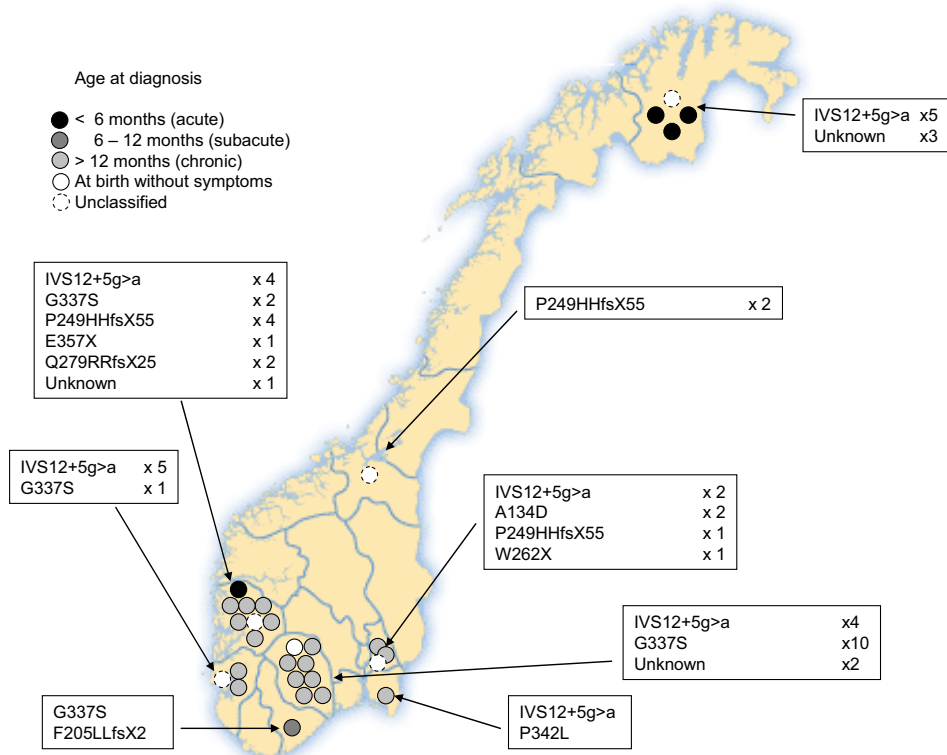 Age at diagnosis
< 6 months (acute)
6 – 12 months (subacute)
> 12 months (chronic)
At birth without symptoms
Unclassified
IVS12+5g>a x5
Unknown x3
IVS12+5g>a x 4
G337S x 2
P249HHfsX55 x 4
E357X x 1
Q279RRfsX25 x 2
Unknown x 1
P249HHfsX55 x 2
IVS12+5g>a x 5
G337S x 1
IVS12+5g>a x 2
A134D x 2
P249HHfsX55 x 1
W262X x 1
IVS12+5g>a x4
G337S x10
Unknown x2
G337S
F205LLfsX2
IVS12+5g>a
P342L